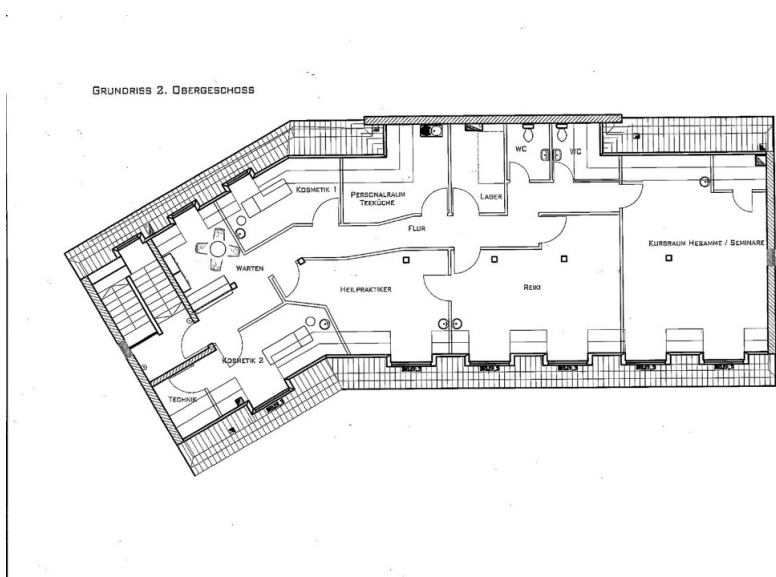 GRUNDRISS 2. OBERGESCHOSS
WC
WC
KOSMETIK 1
PERSONALRAUM
TEEKÜCHE
LAGER
FLUR
KURSRAUM HEBAMME / SEMINARE
WARTEN
HEILPRAKTIKER
REIKI
KOSMETIK 2
TECHNIK